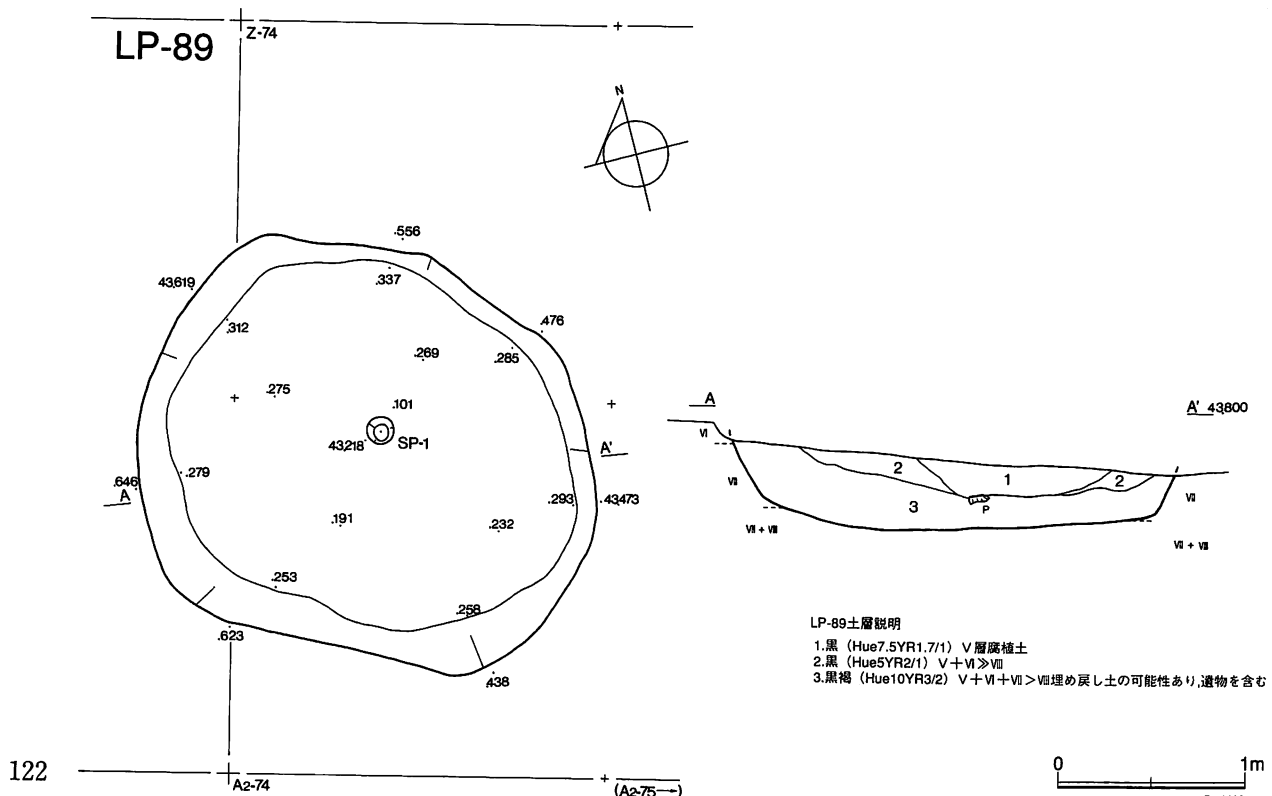 Z-74
LP-89
N
.556
43,619
.337
.312
.476
.285
.269
.275
.101
43,218
SP-1
A'
.646
A
.279
.293
.43,473
.191
.232
.253
.258
.623
.438
A2-74
(A2-75→)
122
A
A' 43,800
Ⅵ
2
1
2
Ⅶ
3
P
Ⅶ
Ⅶ+Ⅷ
Ⅶ+Ⅷ
LP-89土層説明
1.黒（Hue7.5YR1.7/1）Ⅴ層腐植土
2.黒（Hue5YR2/1）Ⅴ+Ⅵ≫Ⅶ
3.黒褐（Hue10YR3/2）Ⅴ+Ⅵ+Ⅶ>Ⅷ埋め戻し土の可能性あり,遺物を含む
0 1m